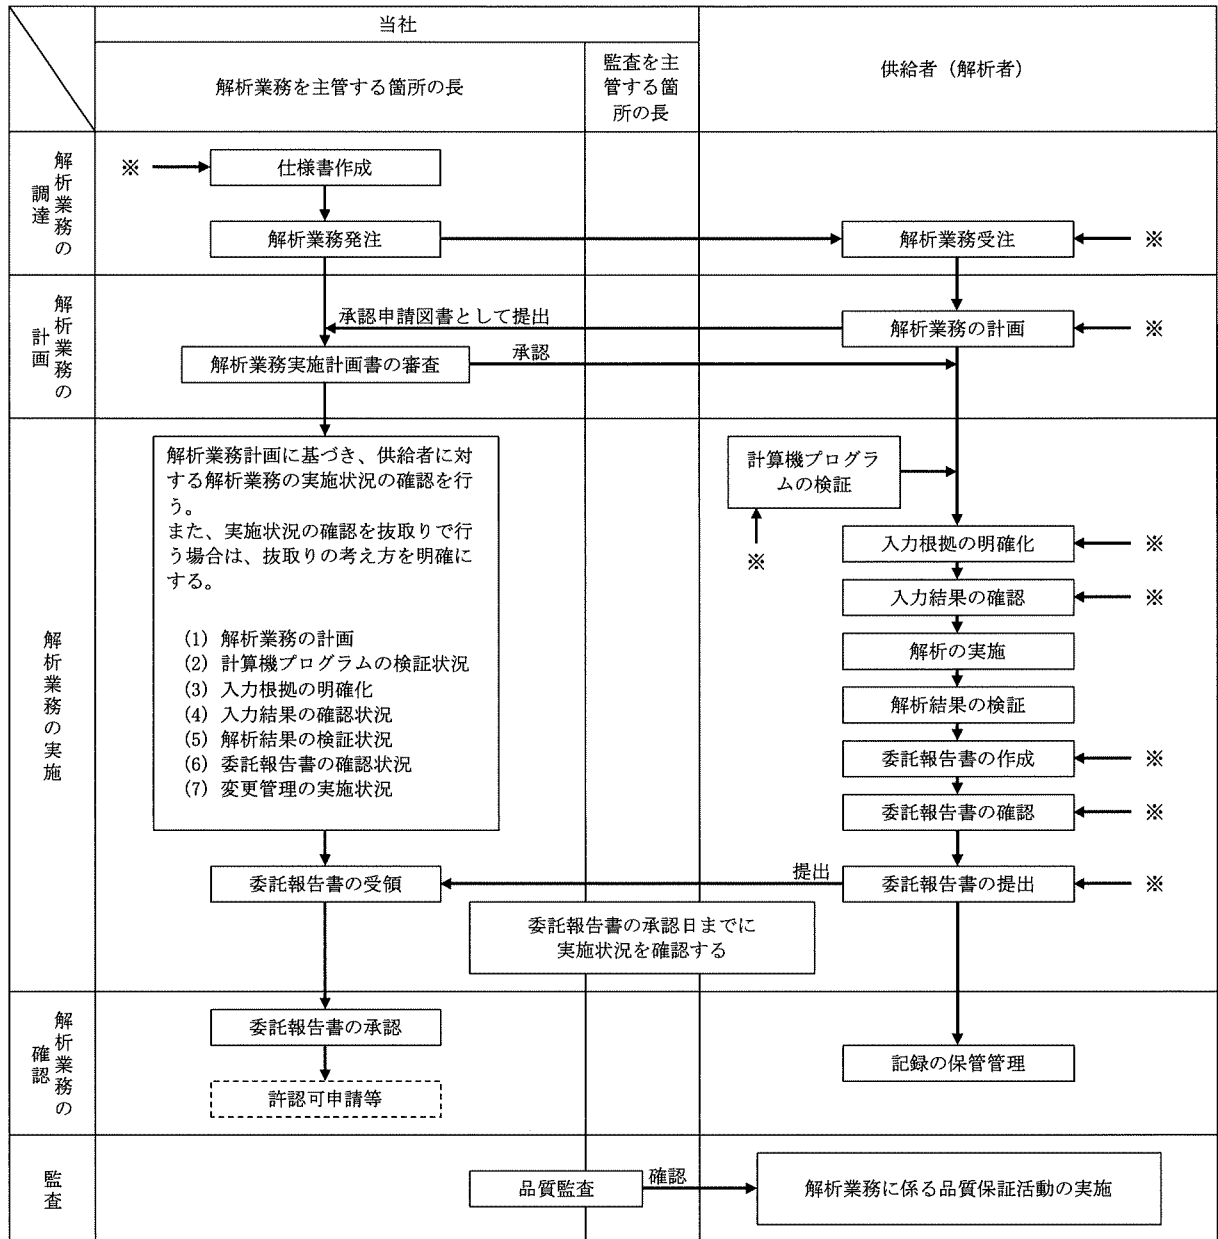 当社
供給者（解析者）
解析業務を主管する箇所の長
監査を主
管する箇
所の長
解析業務の
調達
※
仕様書作成
解析業務発注
解析業務受注
※
解析業務の
計画
承認申請図書として提出
解析業務の計画
※
解析業務実施計画書の審査
承認
解析業務の実施
解析業務計画に基づき、供給者に対
する解析業務の実施状況の確認を行
う。
また、実施状況の確認を抜取りで行
う場合は、抜取りの考え方を明確に
する。
(1) 解析業務の計画
(2) 計算機プログラムの検証状況
(3) 入力根拠の明確化
(4) 入力結果の確認状況
(5) 解析結果の検証状況
(6) 委託報告書の確認状況
(7) 変更管理の実施状況
計算機プログラ
ムの検証
※
入力根拠の明確化
※
入力結果の確認
※
解析の実施
解析結果の検証
委託報告書の作成
※
委託報告書の確認
※
委託報告書の受領
提出
委託報告書の提出
※
委託報告書の承認日までに
実施状況を確認する
解析業務の
確認
委託報告書の承認
記録の保管管理
許認可申請等
監査
品質監査
確認
解析業務に係る品質保証活動の実施